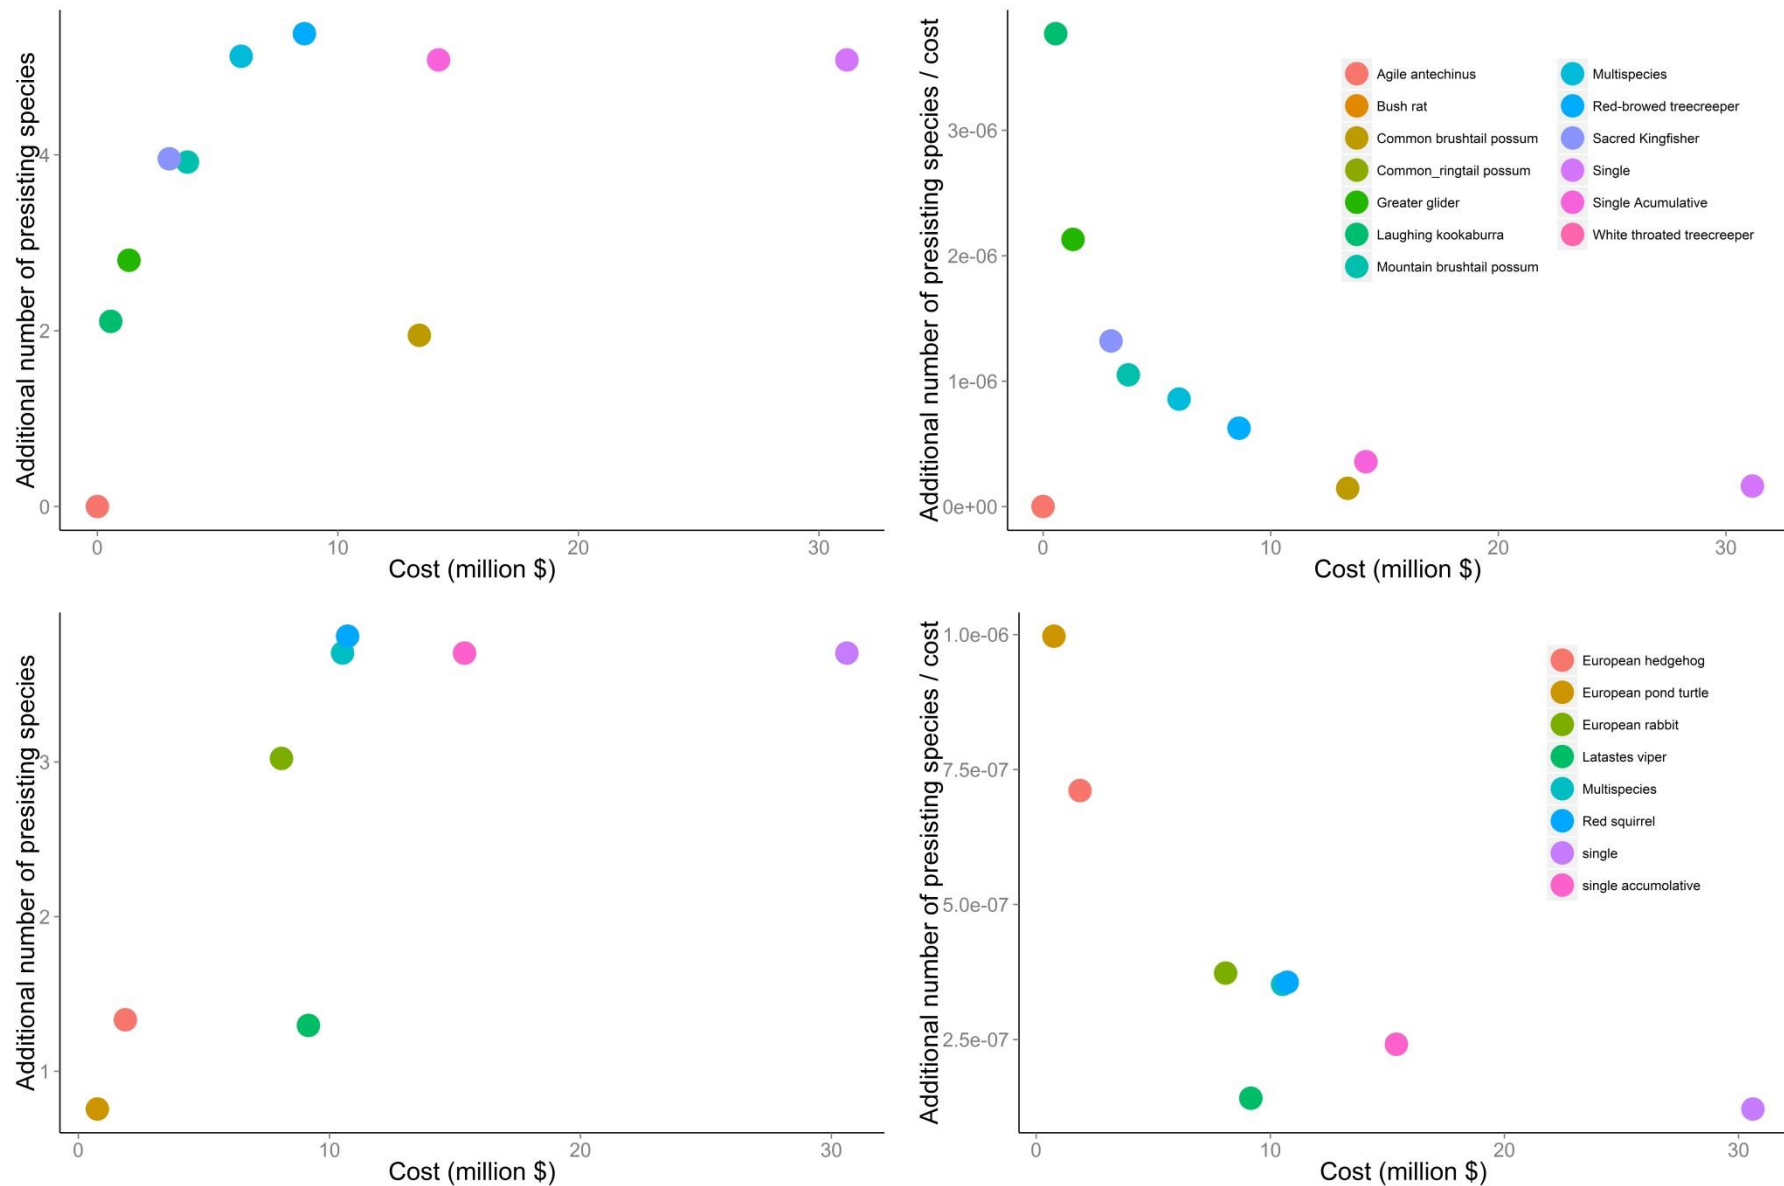 Additional number of presisting species
4
2
0
0
10
20
30
Cost (million $)
Additional number of presisting species / cost
3e-06
2e-06
1e-06
0e+00
0
10
20
30
Cost (million $)
Agile antechinus
Bush rat
Common brushtail possum
Common_ringtail possum
Greater glider
Laughing kookaburra
Mountain brushtail possum
Multispecies
Red-browed treecreeper
Sacred Kingfisher
Single
Single Acumulative
White throated treecreeper
Additional number of presisting species
3
2
1
0
10
20
30
Cost (million $)
Additional number of presisting species / cost
1.0e-06
7.5e-07
5.0e-07
2.5e-07
0
10
20
30
Cost (million $)
European hedgehog
European pond turtle
European rabbit
Latastes viper
Multispecies
Red squirrel
single
single accumolative